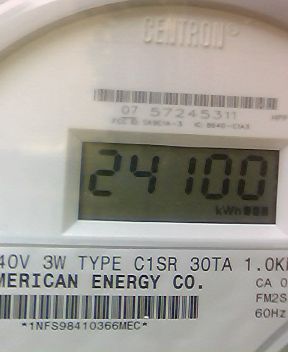 CENTRON®
07 57245311
24100
kWh
40V 3W TYPE C1SR 30TA 1.0K
MERICAN ENERGY CO.
CA 0
FM2S
60Hz
*1NFS98410366MEC*